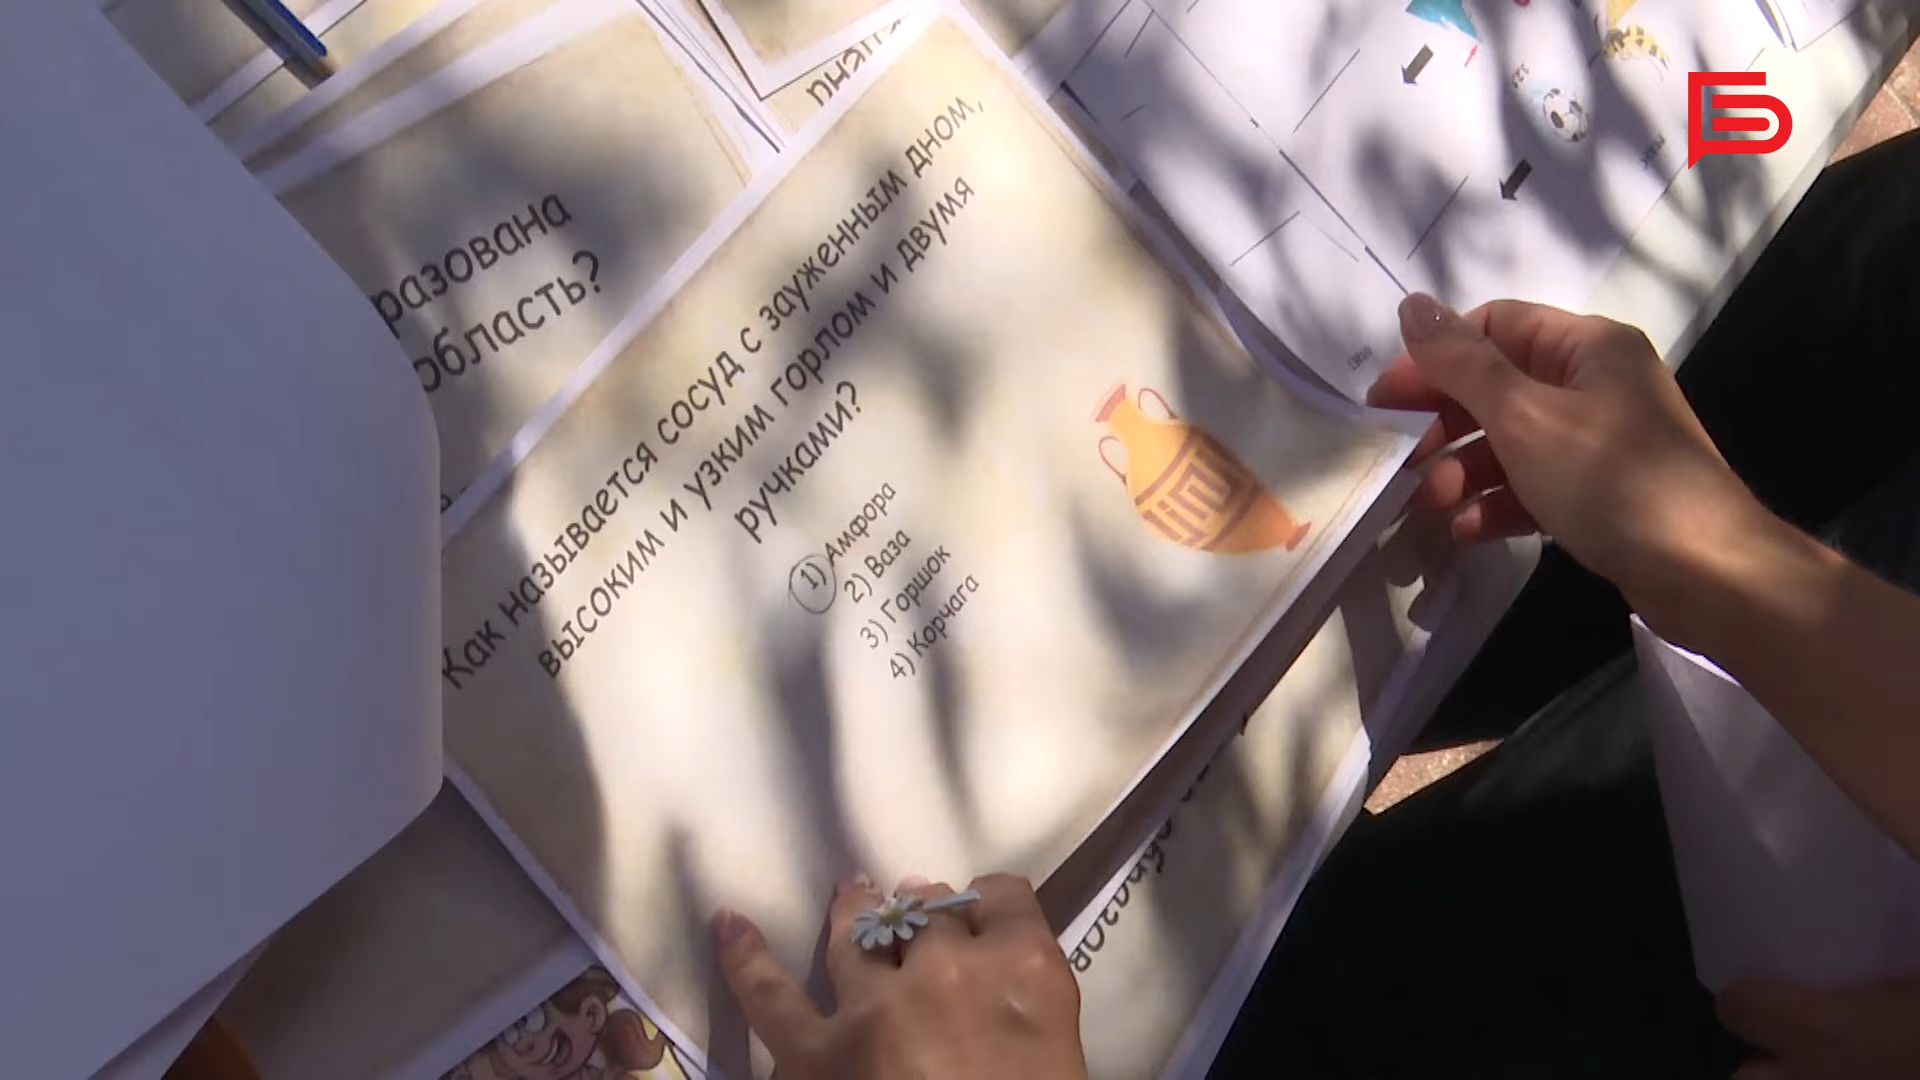 разована
область?
Как называется сосуд с зауженным дном,
высоким и узким горлом и двумя
ручками?
1) Амфора
2) Ваза
3) Горшок
4) Корчага
123
Б